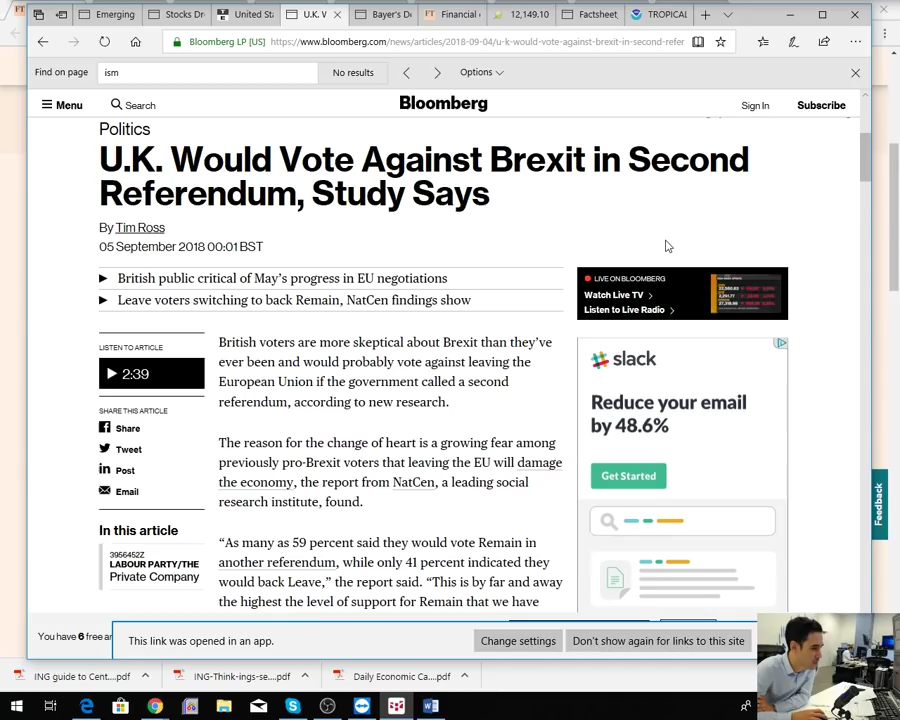 Emerging
Stocks Dr
United Sta
U.K. V
Bayer's De
FT Financial
12,149.10
Factsheet,
TROPICAL
Bloomberg LP [US]
https://www.bloomberg.com/news/articles/2018-09-04/u-k-would-vote-against-brexit-in-second-refer
Find on page
ism
No results
Options
Menu
Search
Bloomberg
Sign In
Subscribe
Politics
U.K. Would Vote Against Brexit in Second
Referendum, Study Says
By Tim Ross
05 September 2018 00:01 BST
British public critical of May's progress in EU negotiations
Leave voters switching to back Remain, NatCen findings show
LIVE ON BLOOMBERG
Watch Live TV
Listen to Live Radio
LISTEN TO ARTICLE
2:39
SHARE THIS ARTICLE
Share
Tweet
Post
Email
In this article
3956452Z
LABOUR PARTY/THE
Private Company
British voters are more skeptical about Brexit than they've
ever been and would probably vote against leaving the
European Union if the government called a second
referendum, according to new research.
The reason for the change of heart is a growing fear among
previously pro-Brexit voters that leaving the EU will damage
the economy, the report from NatCen, a leading social
research institute, found.
“As many as 59 percent said they would vote Remain in
another referendum, while only 41 percent indicated they
would back Leave,” the report said. “This is by far and away
the highest the level of support for Remain that we have
slack
Reduce your email
by 48.6%
Get Started
Feedback
You have 6 free ar
This link was opened in an app.
Change settings
Don't show again for links to this site
ING guide to Cent....pdf
ING-Think-ings-se....pdf
Daily Economic Ca....pdf